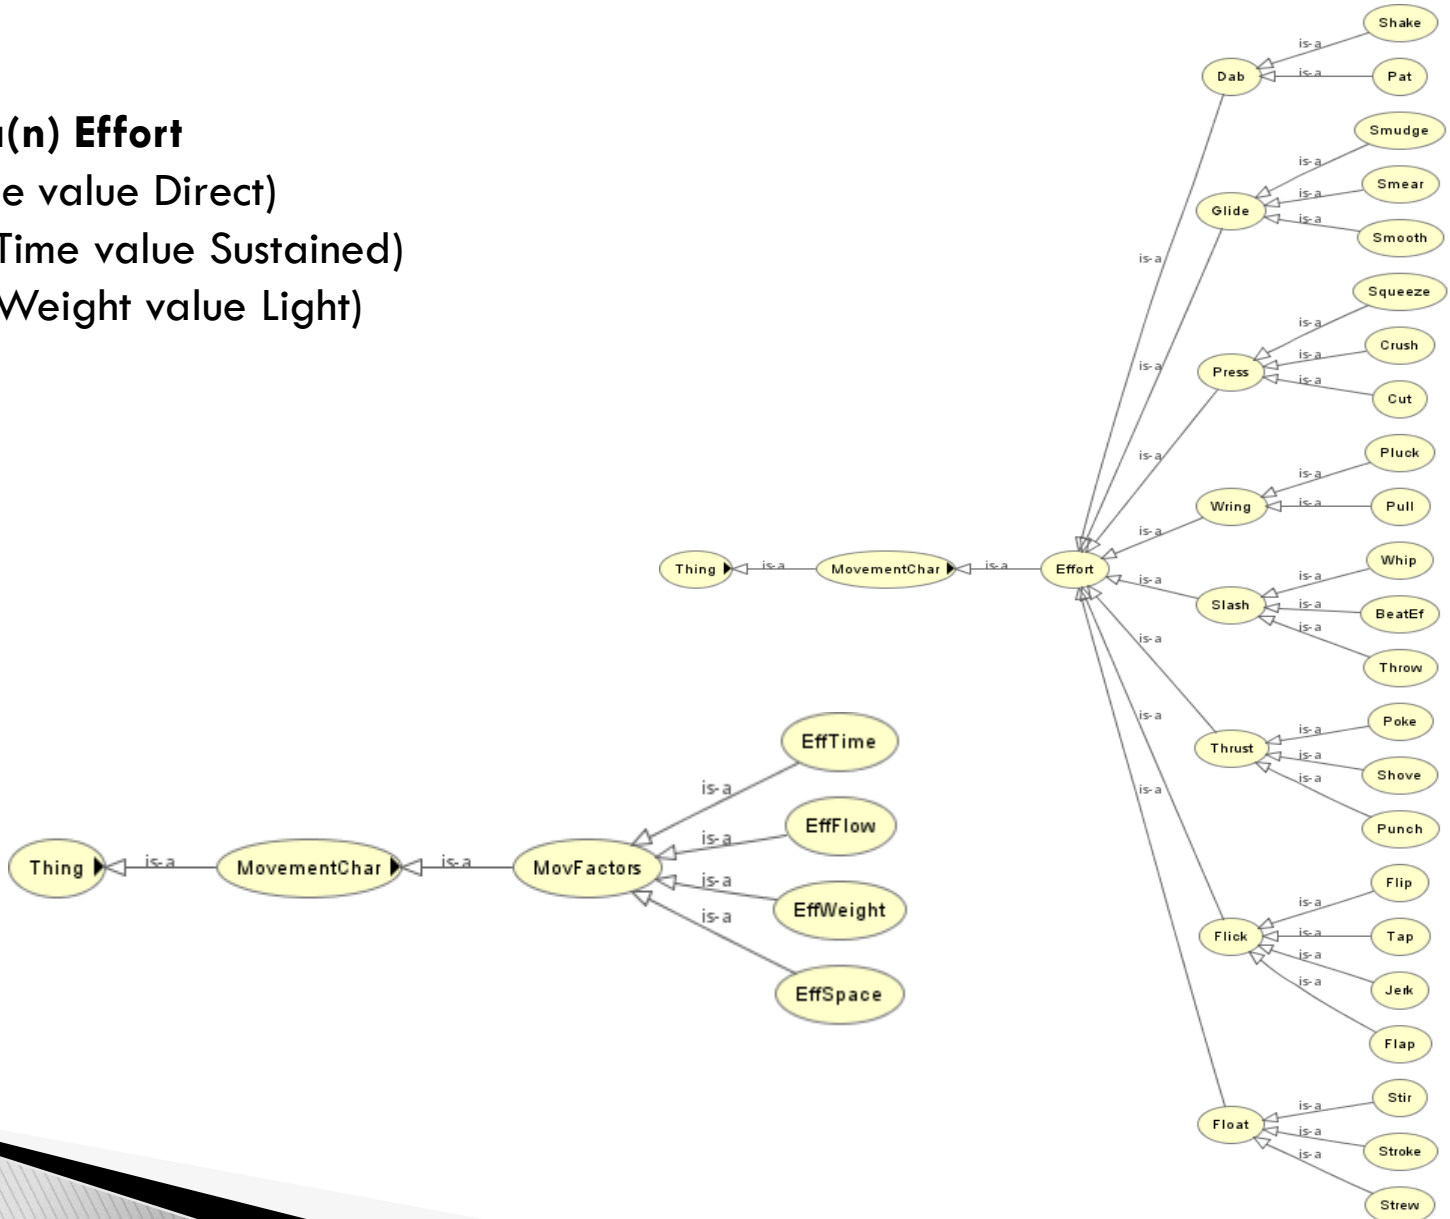 (n) Effort
e value Direct)
Time value Sustained)
Weight value Light)
Shake
is-a
Dab
is-a
Pat
Smudge
is-a
Smear
is-a
Glide
is-a
Smooth
is-a
Squeeze
is-a
Crush
is-a
is-a
Press
is-a
Cut
is-a
Pluck
is-a
Wring
is-a
Pull
is-a
Thing
is-a
MovementChar
is-a
Effort
Whip
is-a
is-a
Slash
is-a
BeatEf
is-a
Throw
is-a
Poke
is-a
is-a
Thrust
is-a
Shove
is-a
Punch
is-a
Flip
is-a
Flick
is-a
Tap
is-a
Jerk
is-a
Flap
Stir
is-a
Float
is-a
Stroke
is-a
Strew
EffTime
is-a
EffFlow
is-a
Thing
is-a
MovementChar
is-a
MovFactors
is-a
EffWeight
is-a
EffSpace